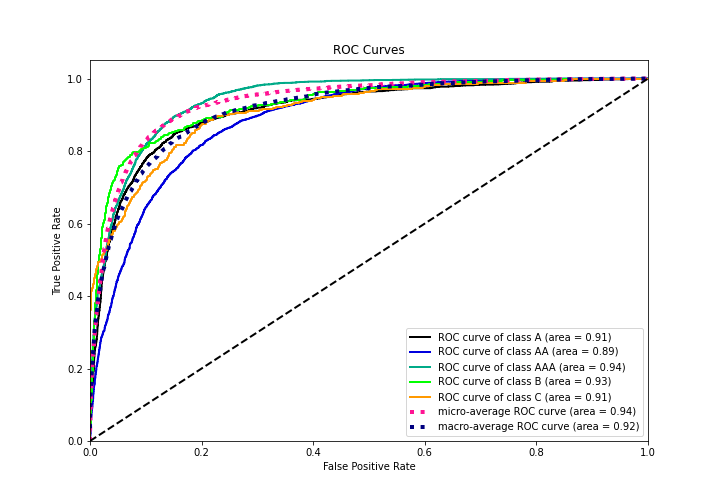 ROC Curves
True Positive Rate
1.0
0.8
0.6
0.4
0.2
0.0
ROC curve of class A (area = 0.91)
ROC curve of class AA (area = 0.89)
ROC curve of class AAA (area = 0.94)
ROC curve of class B (area = 0.93)
ROC curve of class C (area = 0.91)
micro-average ROC curve (area = 0.94)
macro-average ROC curve (area = 0.92)
0.0 0.2 0.4 0.6 0.8 1.0
False Positive Rate